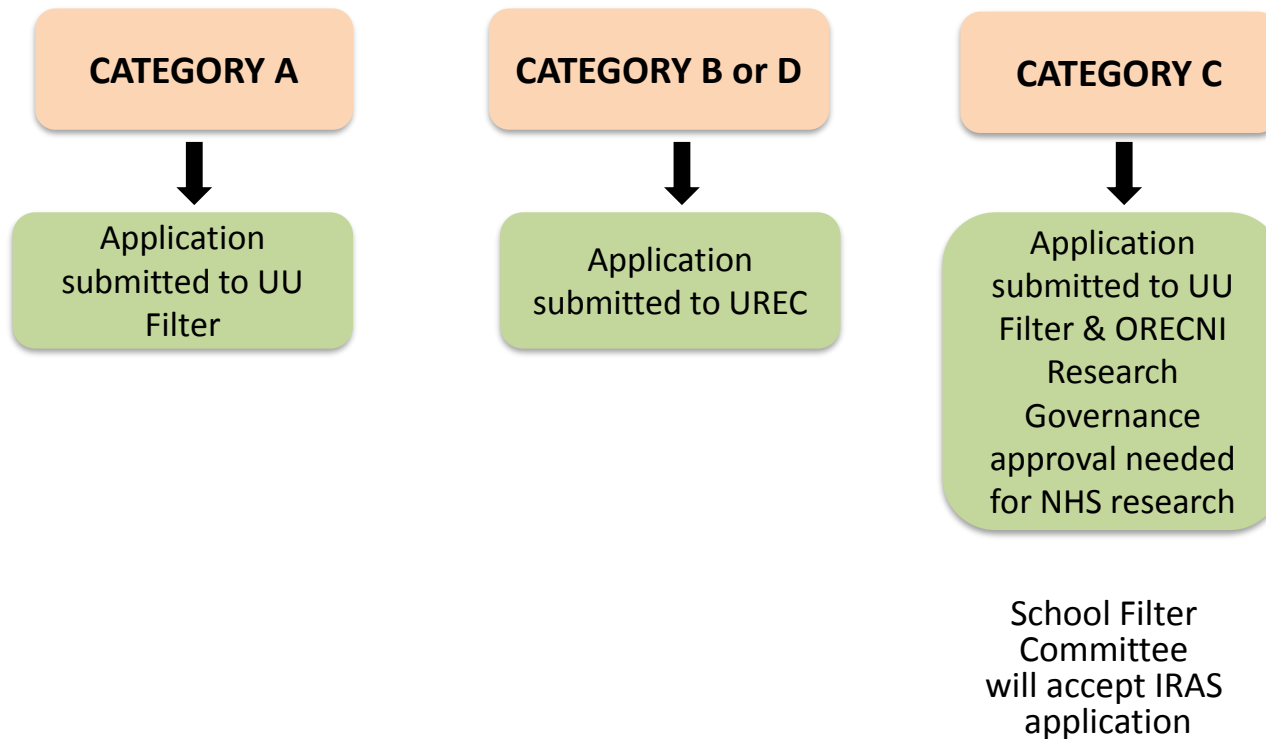 CATEGORY A
Application
submitted to UU
Filter
CATEGORY B or D
Application
submitted to UREC
CATEGORY C
Application
submitted to UU
Filter & ORECNI
Research
Governance
approval needed
for NHS research
School Filter
Committee
will accept IRAS
application